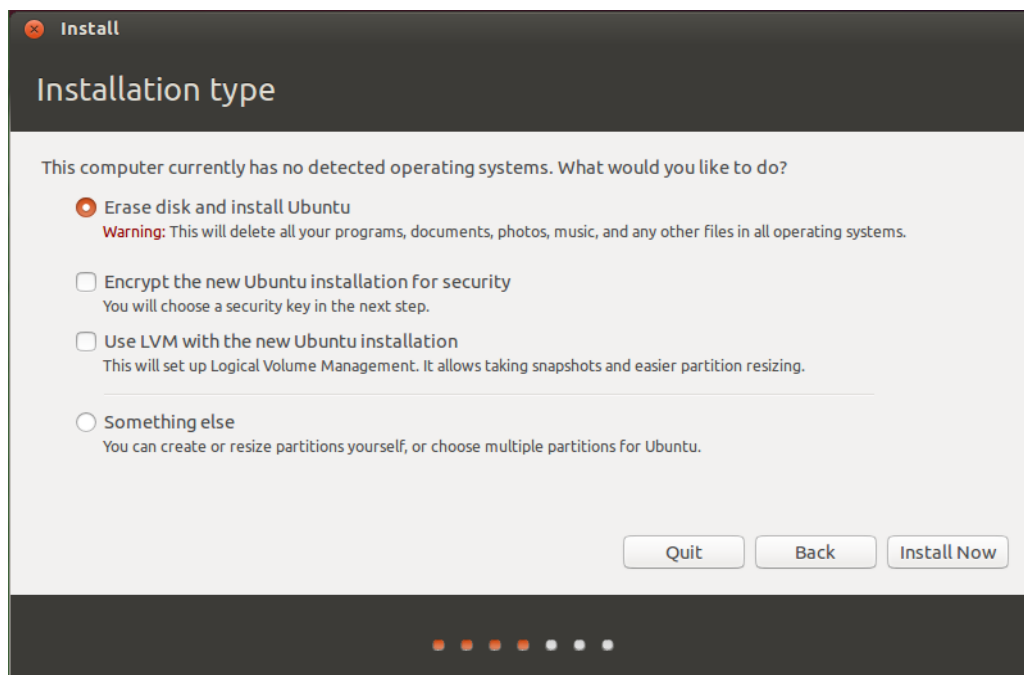 Install
Installation type
This computer currently has no detected operating systems. What would you like to do?
Erase disk and install Ubuntu
Warning: This will delete all your programs, documents, photos, music, and any other files in all operating systems.
Encrypt the new Ubuntu installation for security
You will choose a security key in the next step.
Use LVM with the new Ubuntu installation
This will set up Logical Volume Management. It allows taking snapshots and easier partition resizing.
Something else
You can create or resize partitions yourself, or choose multiple partitions for Ubuntu.
Quit Back Install Now